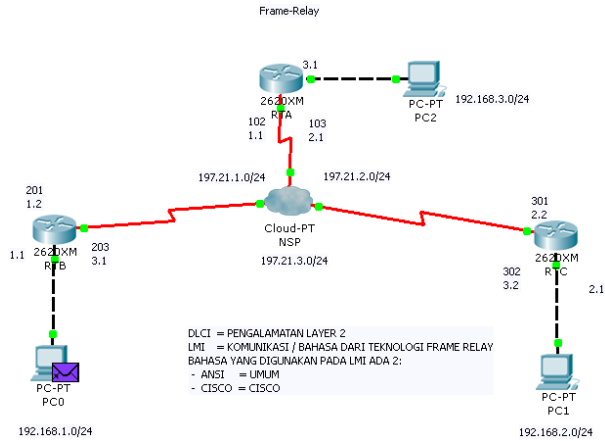 Frame-Relay
3.1
2620XM
RTA
PC-PT
PC2
192.168.3.0/24
102
1.1
103
2.1
197.21.1.0/24
197.21.2.0/24
201
1.2
Cloud-PT
NSP
301
2.2
2620XM
RTB
1.1
203
3.1
197.21.3.0/24
2620XM
RTC
302
3.2
2.1
DLCI = PENGALAMATAN LAYER 2
LMI = KOMUNIKASI / BAHASA DARI TEKNOLOGI FRAME RELAY
BAHASA YANG DIGUNAKAN PADA LMI ADA 2:
- ANSI = UMUM
- CISCO = CISCO
PC-PT
PC0
PC-PT
PC1
192.168.1.0/24
192.168.2.0/24